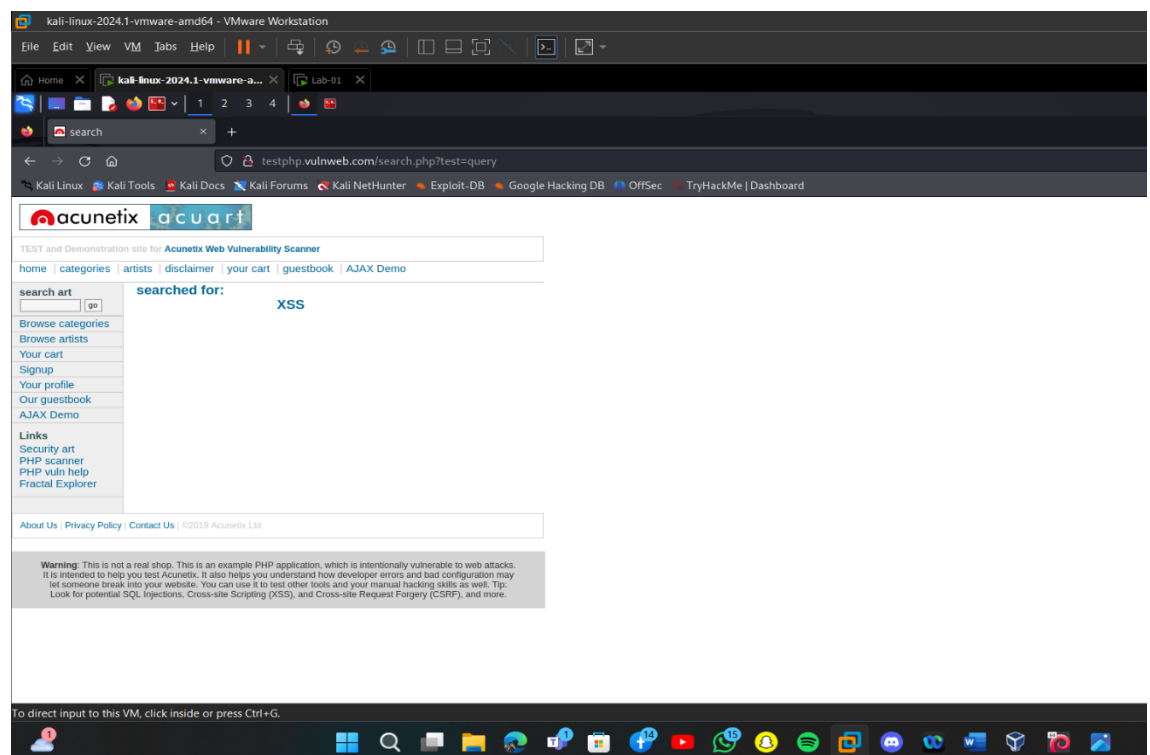 kali-linux-2024.1-vmware-amd64 - VMware Workstation
File Edit View VM Tabs Help
Home kali-linux-2024.1-vmware-a... Lab-01
1 2 3 4
search
testphp.vulnweb.com/search.php?test=query
Kali Linux Kali Tools Kali Docs Kali Forums Kali NetHunter Exploit-DB Google Hacking DB OffSec TryHackMe | Dashboard
acunetix acuart
TEST and Demonstration site for Acunetix Web Vulnerability Scanner
home | categories | artists | disclaimer | your cart | guestbook | AJAX Demo
search art
go
Browse categories
Browse artists
Your cart
Signup
Your profile
Our guestbook
AJAX Demo
Links
Security art
PHP scanner
PHP vuln help
Fractal Explorer
searched for:
XSS
About Us | Privacy Policy | Contact Us | ©2019 Acunetix Ltd
Warning: This is not a real shop. This is an example PHP application, which is intentionally vulnerable to web attacks.
It is intended to help you test Acunetix. It also helps you understand how developer errors and bad configuration may
let someone break into your website. You can use it to test other tools and your manual hacking skills as well. Tip:
Look for potential SQL Injections, Cross-site Scripting (XSS), and Cross-site Request Forgery (CSRF), and more.
To direct input to this VM, click inside or press Ctrl+G.
1 1 14 15